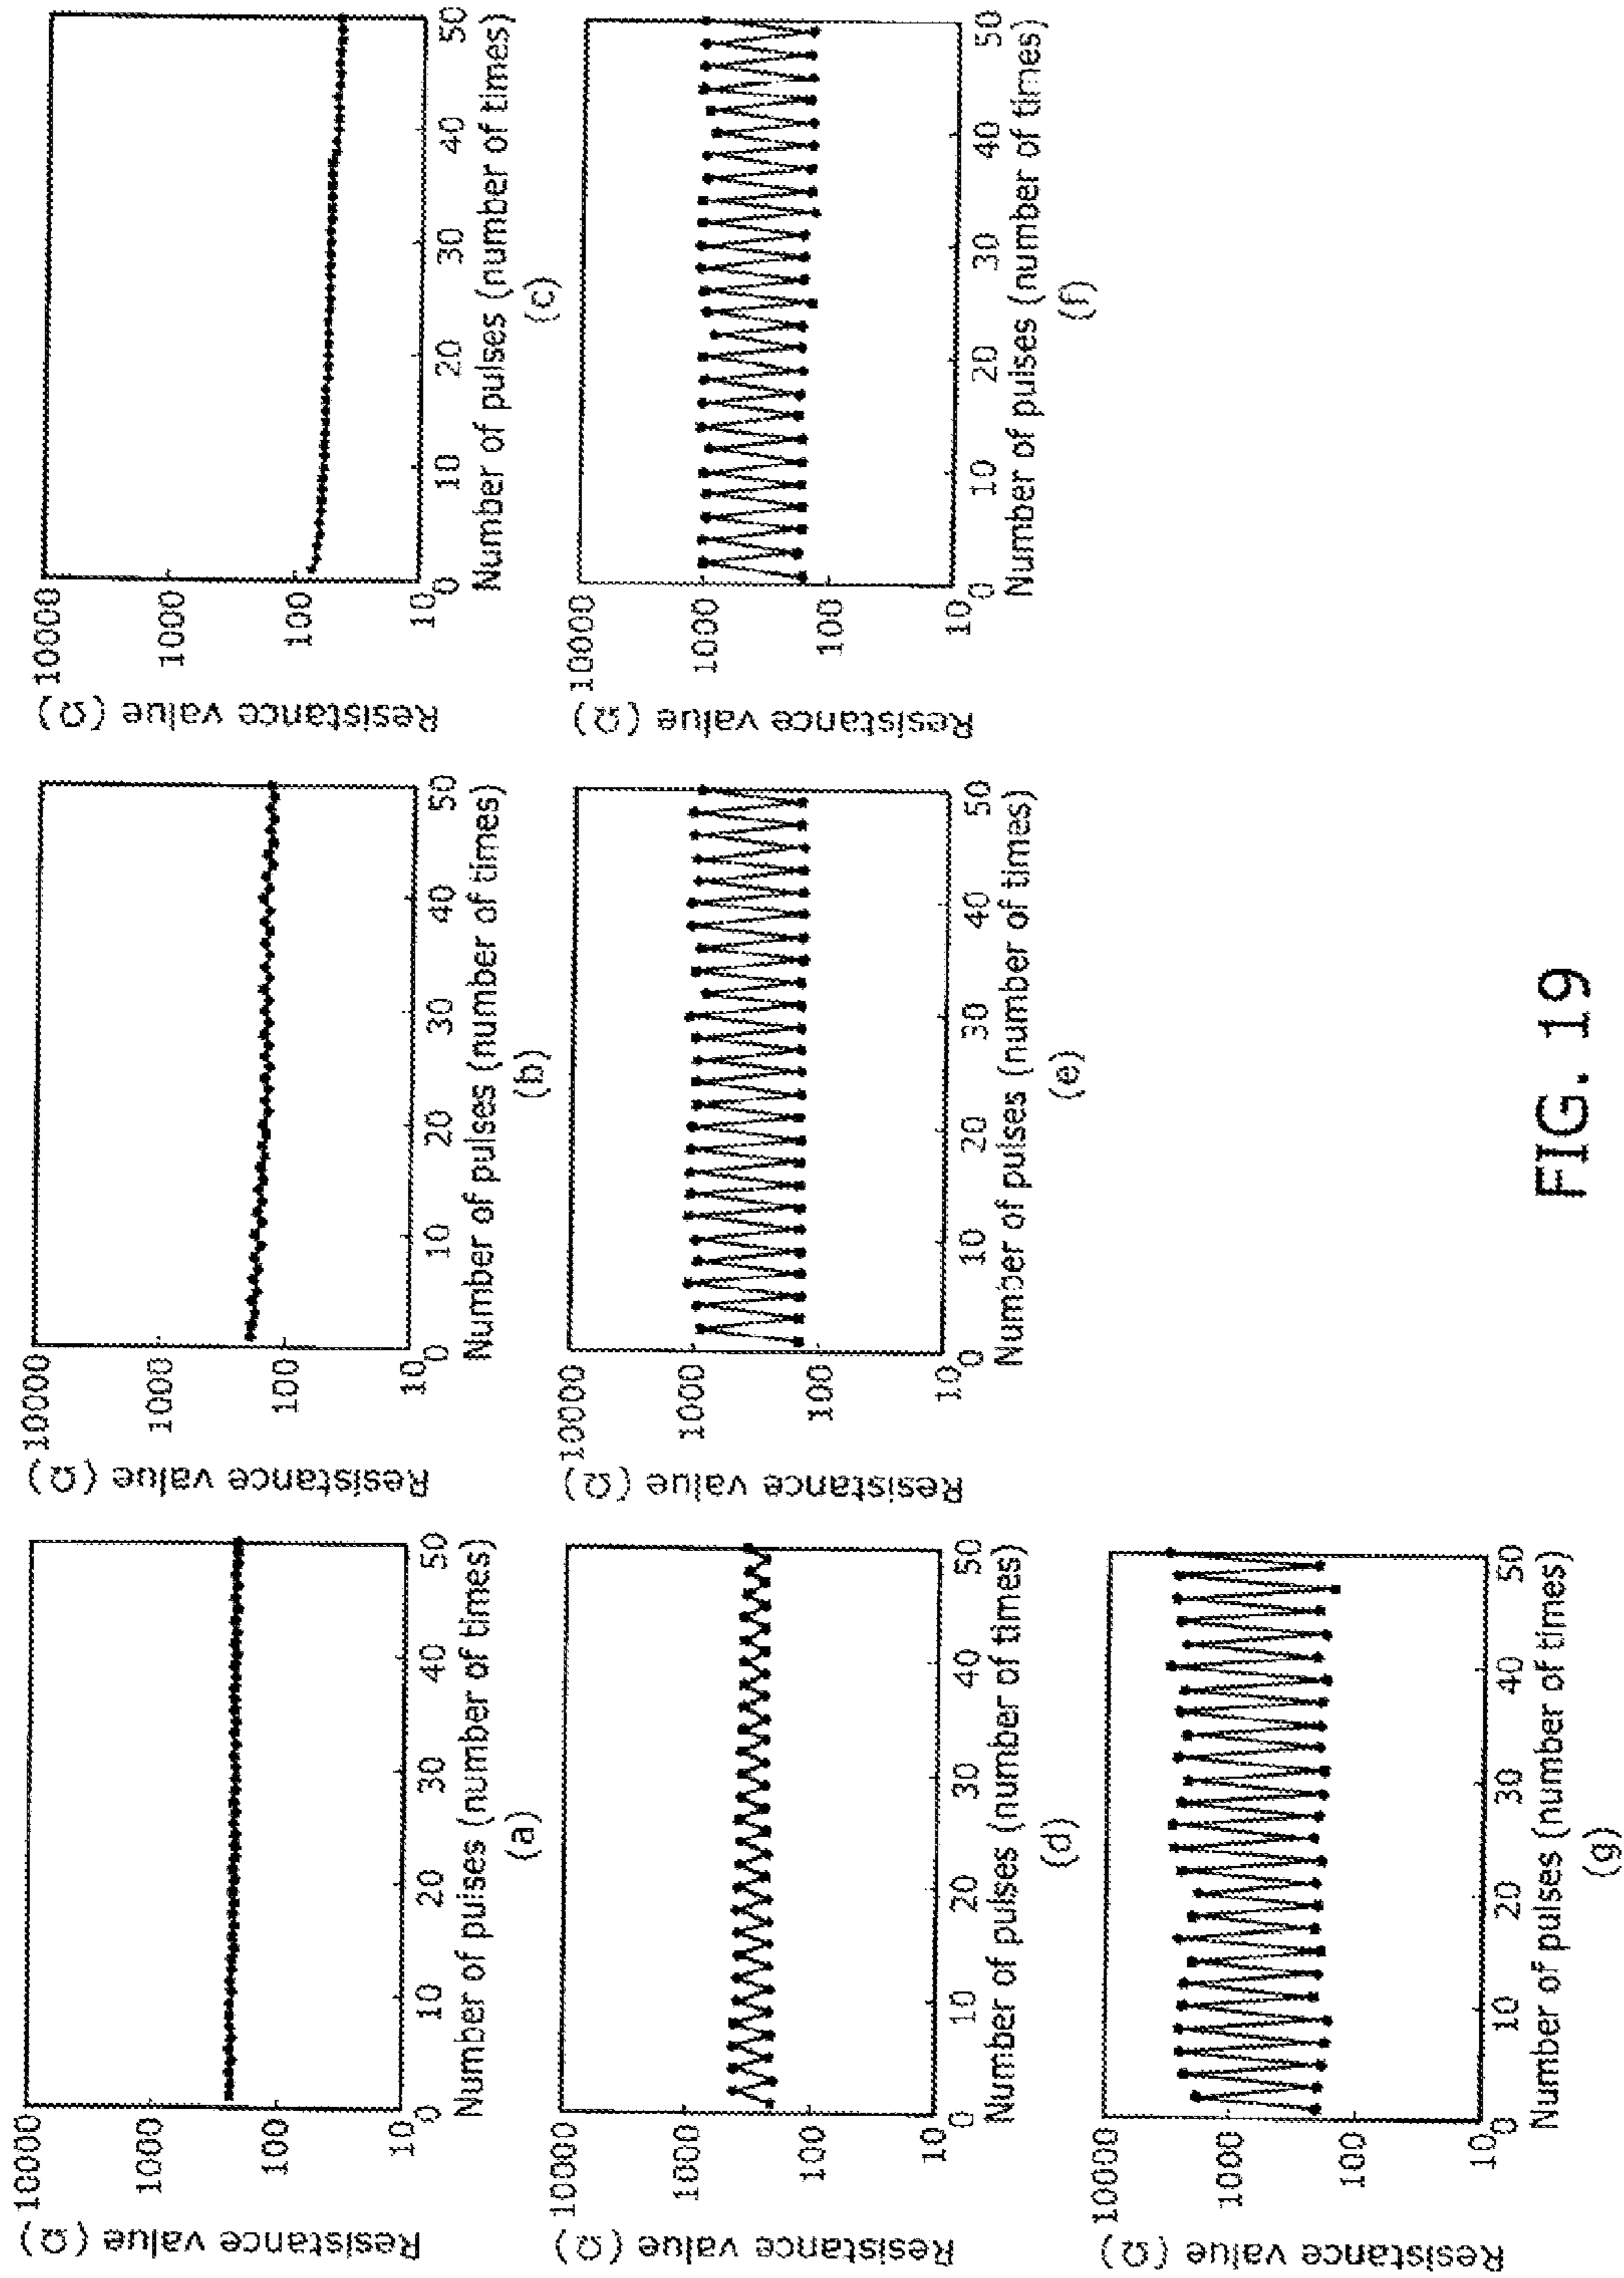 10000
1000
100
10
Resistance value (Ω)
0 10 20 30 40 50
Number of pulses (number of times)
(a)
10000
1000
100
10
Resistance value (Ω)
0 10 20 30 40 50
Number of pulses (number of times)
(b)
10000
1000
100
10
Resistance value (Ω)
0 10 20 30 40 50
Number of pulses (number of times)
(c)
10000
1000
100
10
Resistance value (Ω)
0 10 20 30 40 50
Number of pulses (number of times)
(d)
10000
1000
100
10
Resistance value (Ω)
0 10 20 30 40 50
Number of pulses (number of times)
(e)
10000
1000
100
10
Resistance value (Ω)
0 10 20 30 40 50
Number of pulses (number of times)
(f)
10000
1000
100
10
Resistance value (Ω)
0 10 20 30 40 50
Number of pulses (number of times)
(g)
FIG. 19